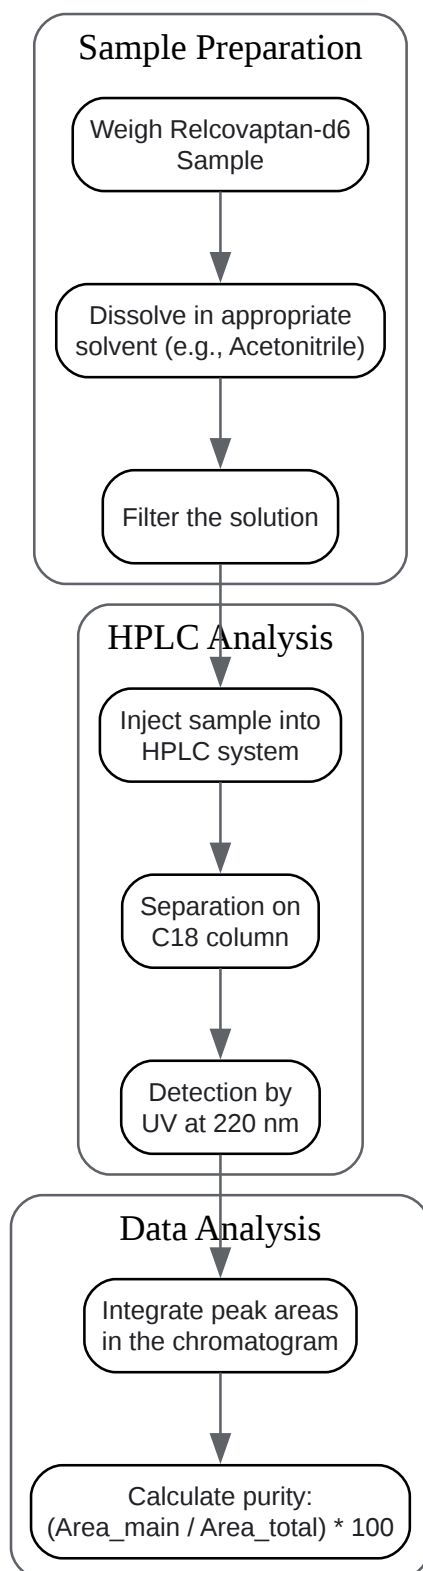 Sample Preparation
Weigh Relcovaptan-d6
Sample
Dissolve in appropriate
solvent (e.g., Acetonitrile)
Filter the solution
HPLC Analysis
Inject sample into
HPLC system
Separation on
C18 column
Detection by
UV at 220 nm
Data Analysis
Integrate peak areas
in the chromatogram
Calculate purity:
(Area_main / Area_total) * 100